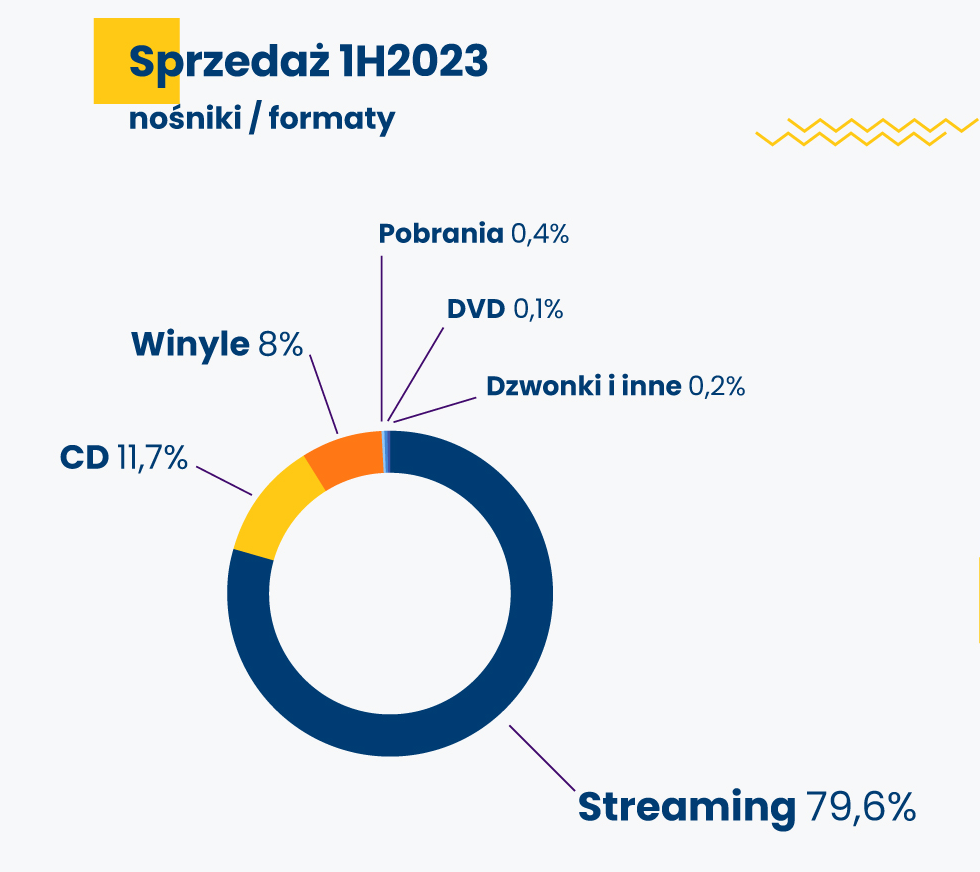 Sprzedaż 1H2023
nośniki / formaty
Pobrania 0,4%
DVD 0,1%
Winyle 8%
Dzwonki i inne 0,2%
CD 11,7%
Streaming 79,6%